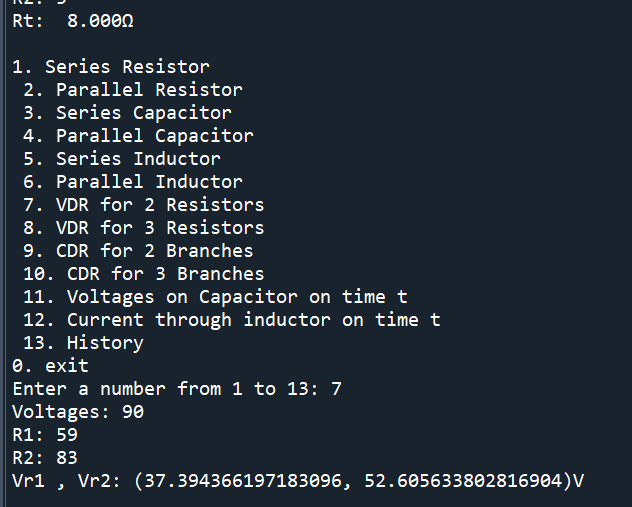 Rt:  8.000Ω
1. Series Resistor
2. Parallel Resistor
3. Series Capacitor
4. Parallel Capacitor
5. Series Inductor
6. Parallel Inductor
7. VDR for 2 Resistors
8. VDR for 3 Resistors
9. CDR for 2 Branches
10. CDR for 3 Branches
11. Voltages on Capacitor on time t
12. Current through inductor on time t
13. History
0. exit
Enter a number from 1 to 13: 7
Voltages: 90
R1: 59
R2: 83
Vr1 , Vr2: (37.394366197183096, 52.605633802816904)V